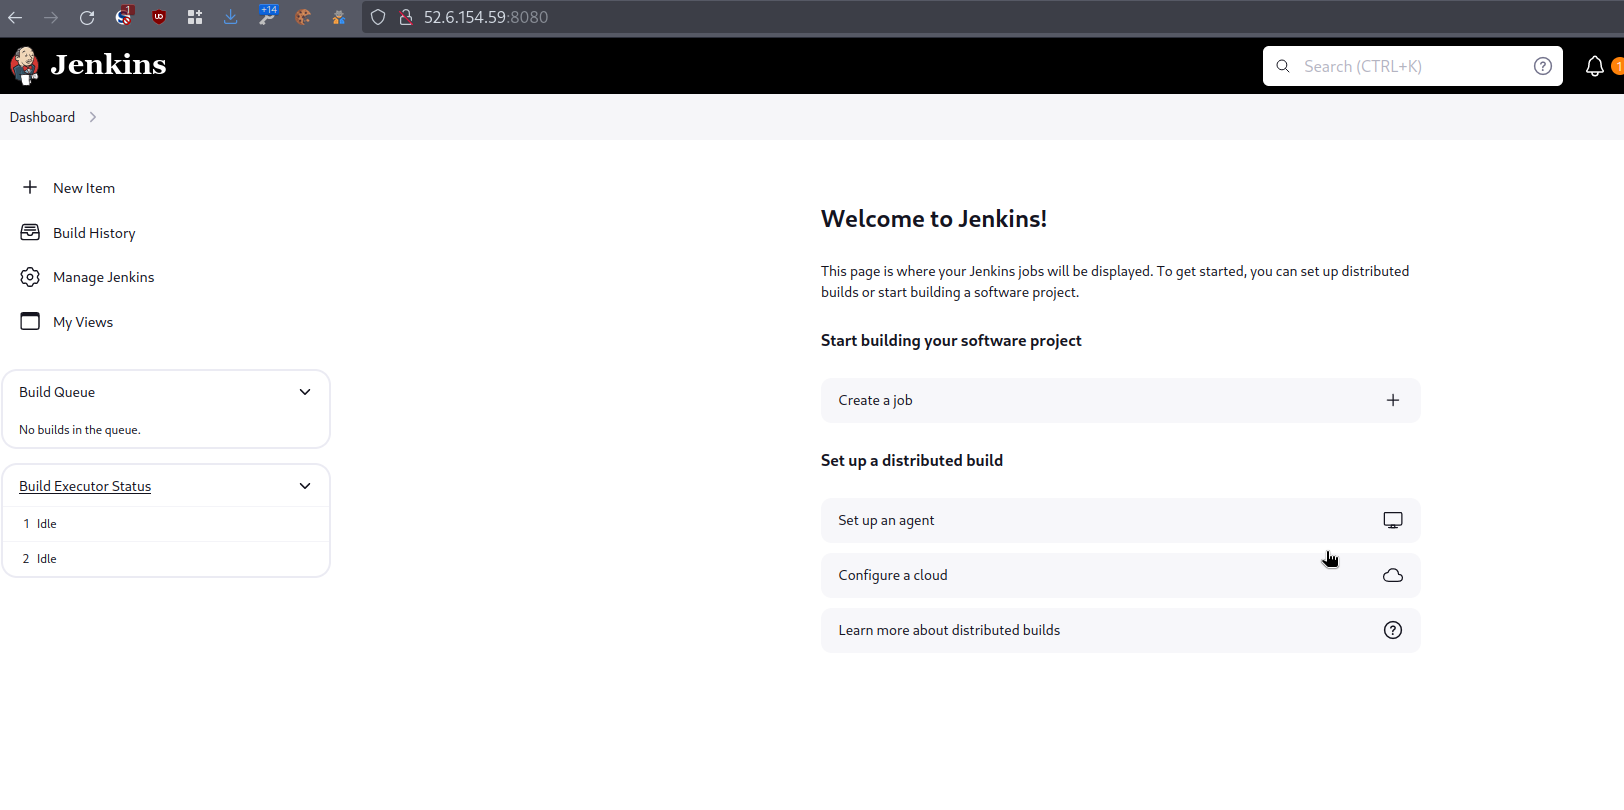 1
UD
+14
52.6.154.59:8080
Jenkins
Search (CTRL+K)
?
1
Dashboard
New Item
Build History
Manage Jenkins
My Views
Build Queue
No builds in the queue.
Build Executor Status
1 Idle
2 Idle
Welcome to Jenkins!
This page is where your Jenkins jobs will be displayed. To get started, you can set up distributed
builds or start building a software project.
Start building your software project
Create a job
Set up a distributed build
Set up an agent
Configure a cloud
Learn more about distributed builds
?